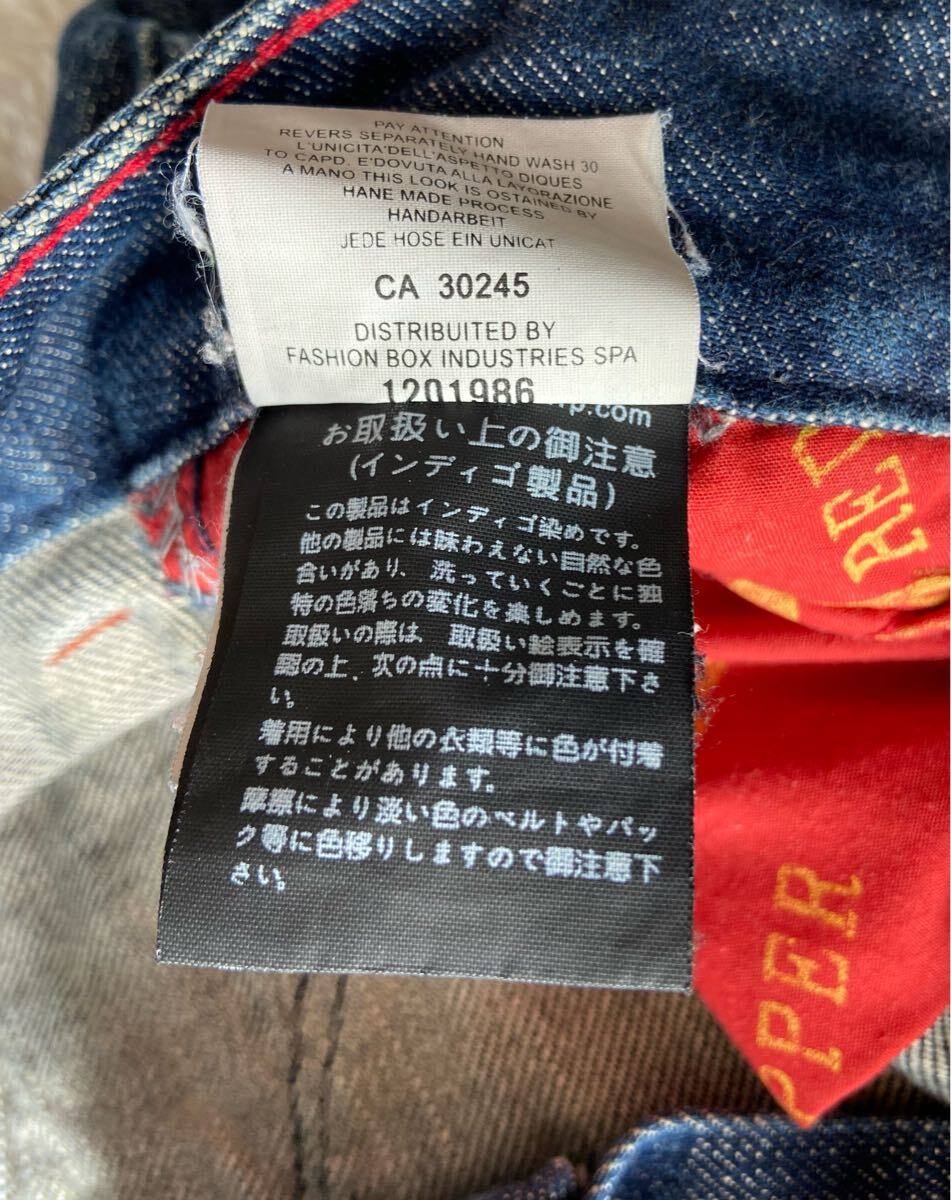 PAY ATTENTION
REVERS SEPARATELY HAND WASH 30
L'UNICITA'DELL'ASPETTO DIQUES
TO CAPD. E'DOVUTA ALLA LAYORAZIONE
A MANO THIS LOOK IS OSTAINED BY
HANE MADE PROCESS
HANDARBEIT
JEDE HOSE EIN UNICAT
CA 30245
DISTRIBUITED BY
FASHION BOX INDUSTRIES SPA
1201986
p.com
お取扱い上の御注意
(インディゴ製品)
この製品はインディゴ染めです。
他の製品には味わえない自然な色
合いがあり、洗っていくごとに独
特の色落ちの変化を楽しめます。
取扱いの際は、取扱い絵表示を確
認の上、次の点に十分御注意下さ
い。
着用により他の衣類等に色が付着
することがあります。
摩擦により淡い色のベルトやバッ
ク等に色移りしますので御注意下
さい。
RED
PPER